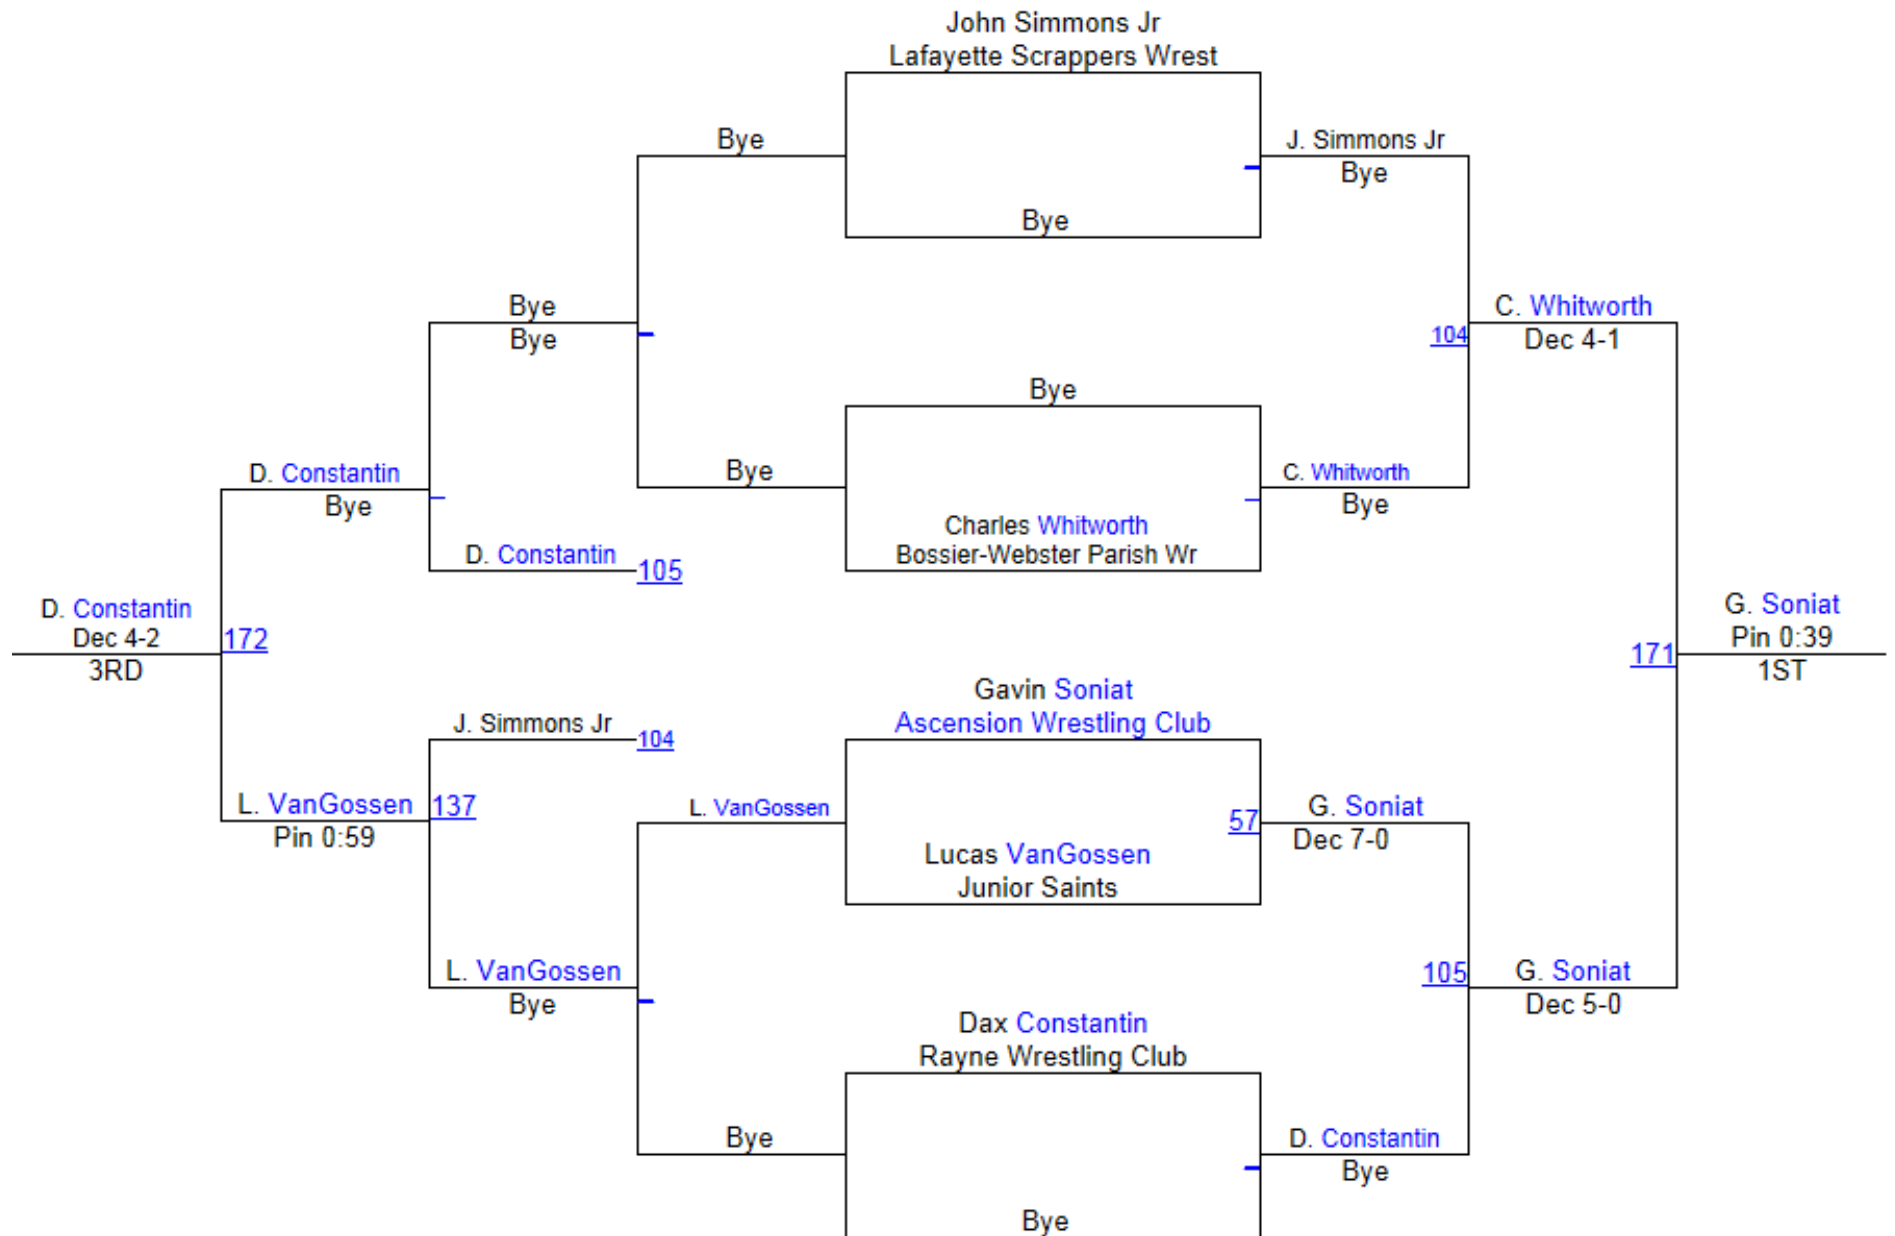 John Simmons Jr
Lafayette Scrappers Wrest
Bye
J. Simmons Jr
Bye
Bye
Bye
Bye
C. Whitworth
104
Dec 4-1
Bye
D. Constantin
Bye
Bye
C. Whitworth
Bye
Charles Whitworth
Bossier-Webster Parish Wr
D. Constantin
105
D. Constantin
Dec 4-2
172
3RD
G. Soniat
Pin 0:39
171
1ST
Gavin Soniat
Ascension Wrestling Club
J. Simmons Jr
104
L. VanGossen
137
Pin 0:59
L. VanGossen
57
G. Soniat
Dec 7-0
Lucas VanGossen
Junior Saints
L. VanGossen
Bye
105
G. Soniat
Dec 5-0
Dax Constantin
Rayne Wrestling Club
Bye
D. Constantin
Bye
Bye